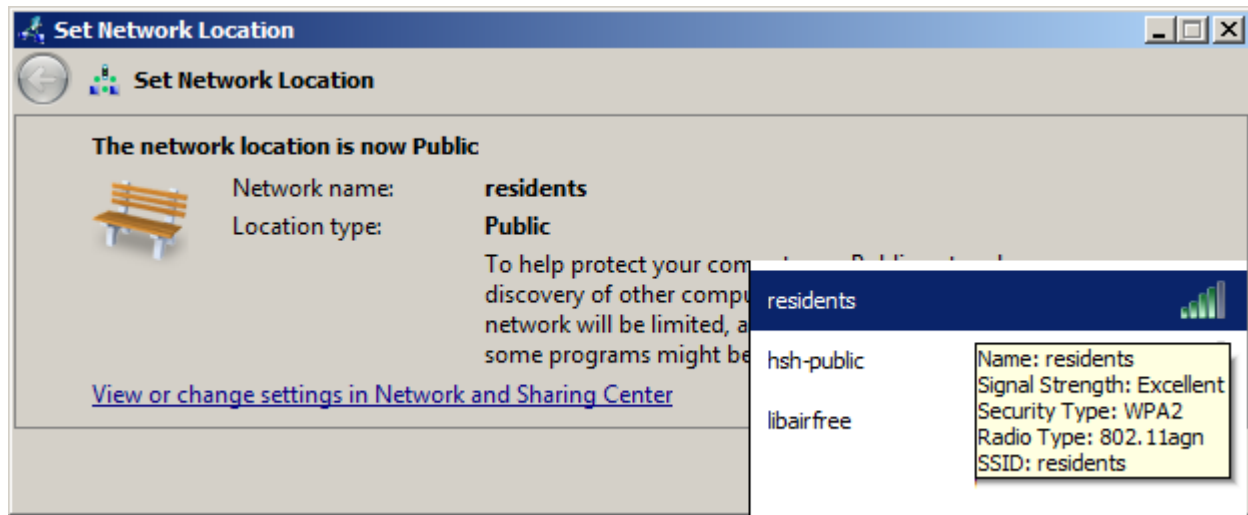 Set Network Location
Set Network Location
The network location is now Public
Network name: residents
Location type: Public
To help protect your
discovery of other
network will be limited,
some programs might be
View or change settings in Network and Sharing Center
residents
hsh-public
libairfree
Name: residents
Signal Strength: Excellent
Security Type: WPA2
Radio Type: 802.11agn
SSID: residents